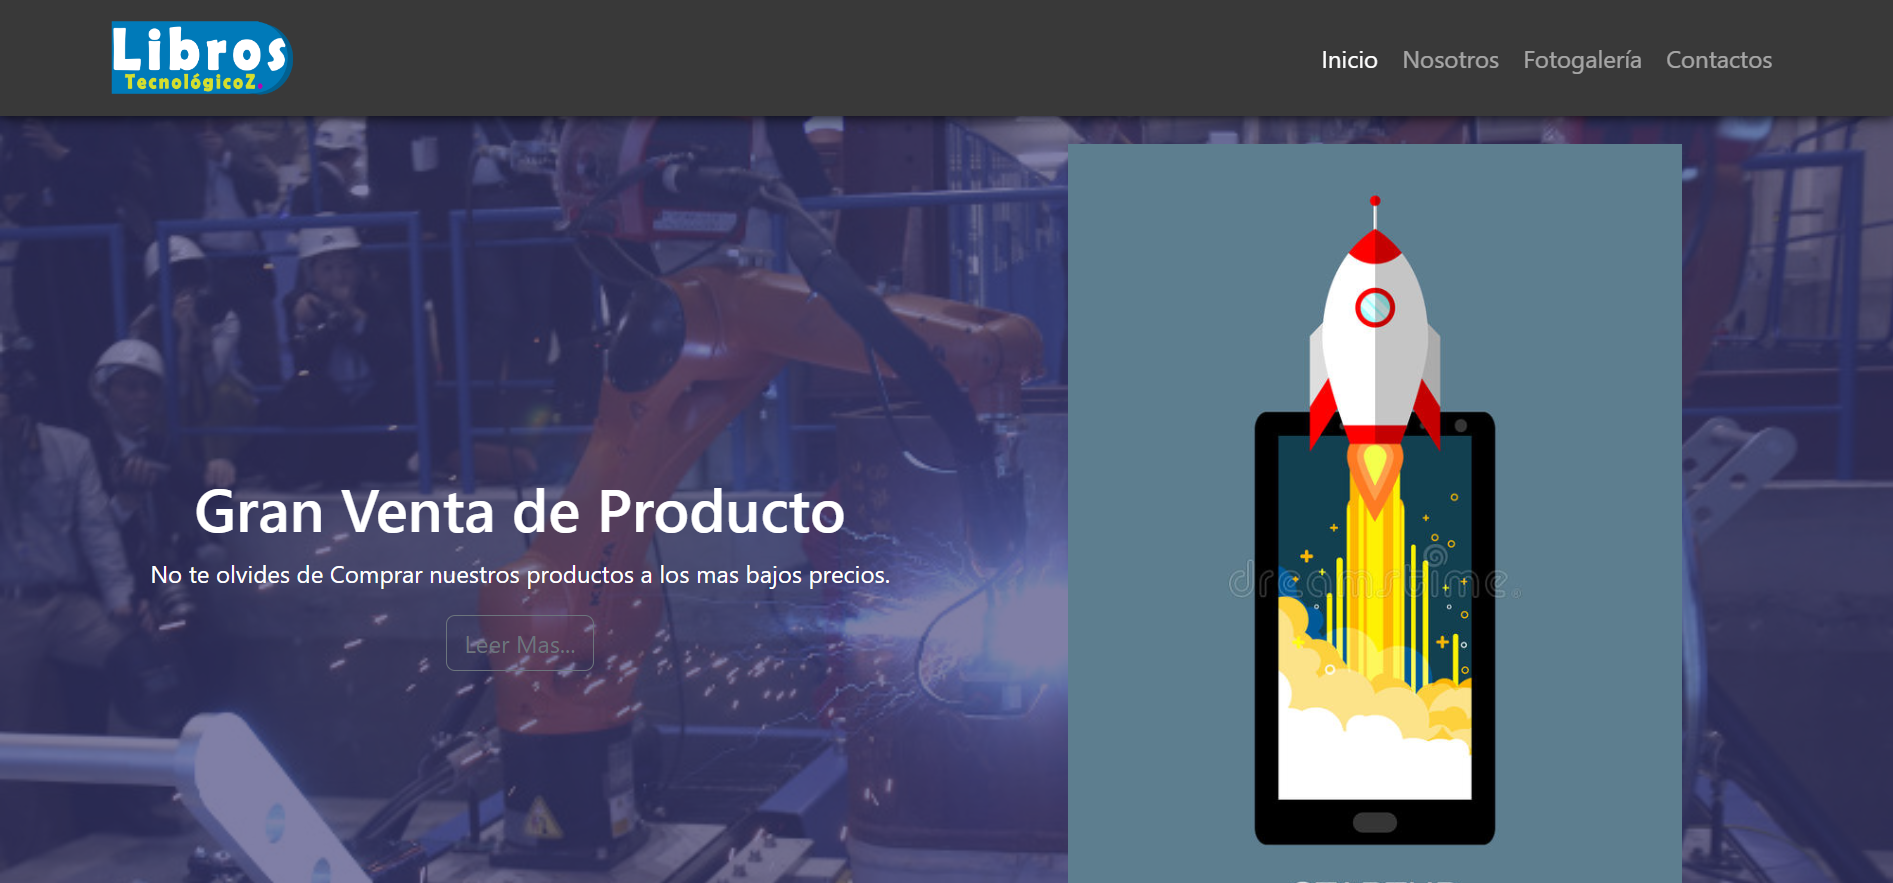 Libros
TecnológicoZ.
Inicio Nosotros Fotogalería Contactos
Gran Venta de Producto
No te olvides de Comprar nuestros productos a los mas bajos precios.
Leer Mas...
dreamstime.